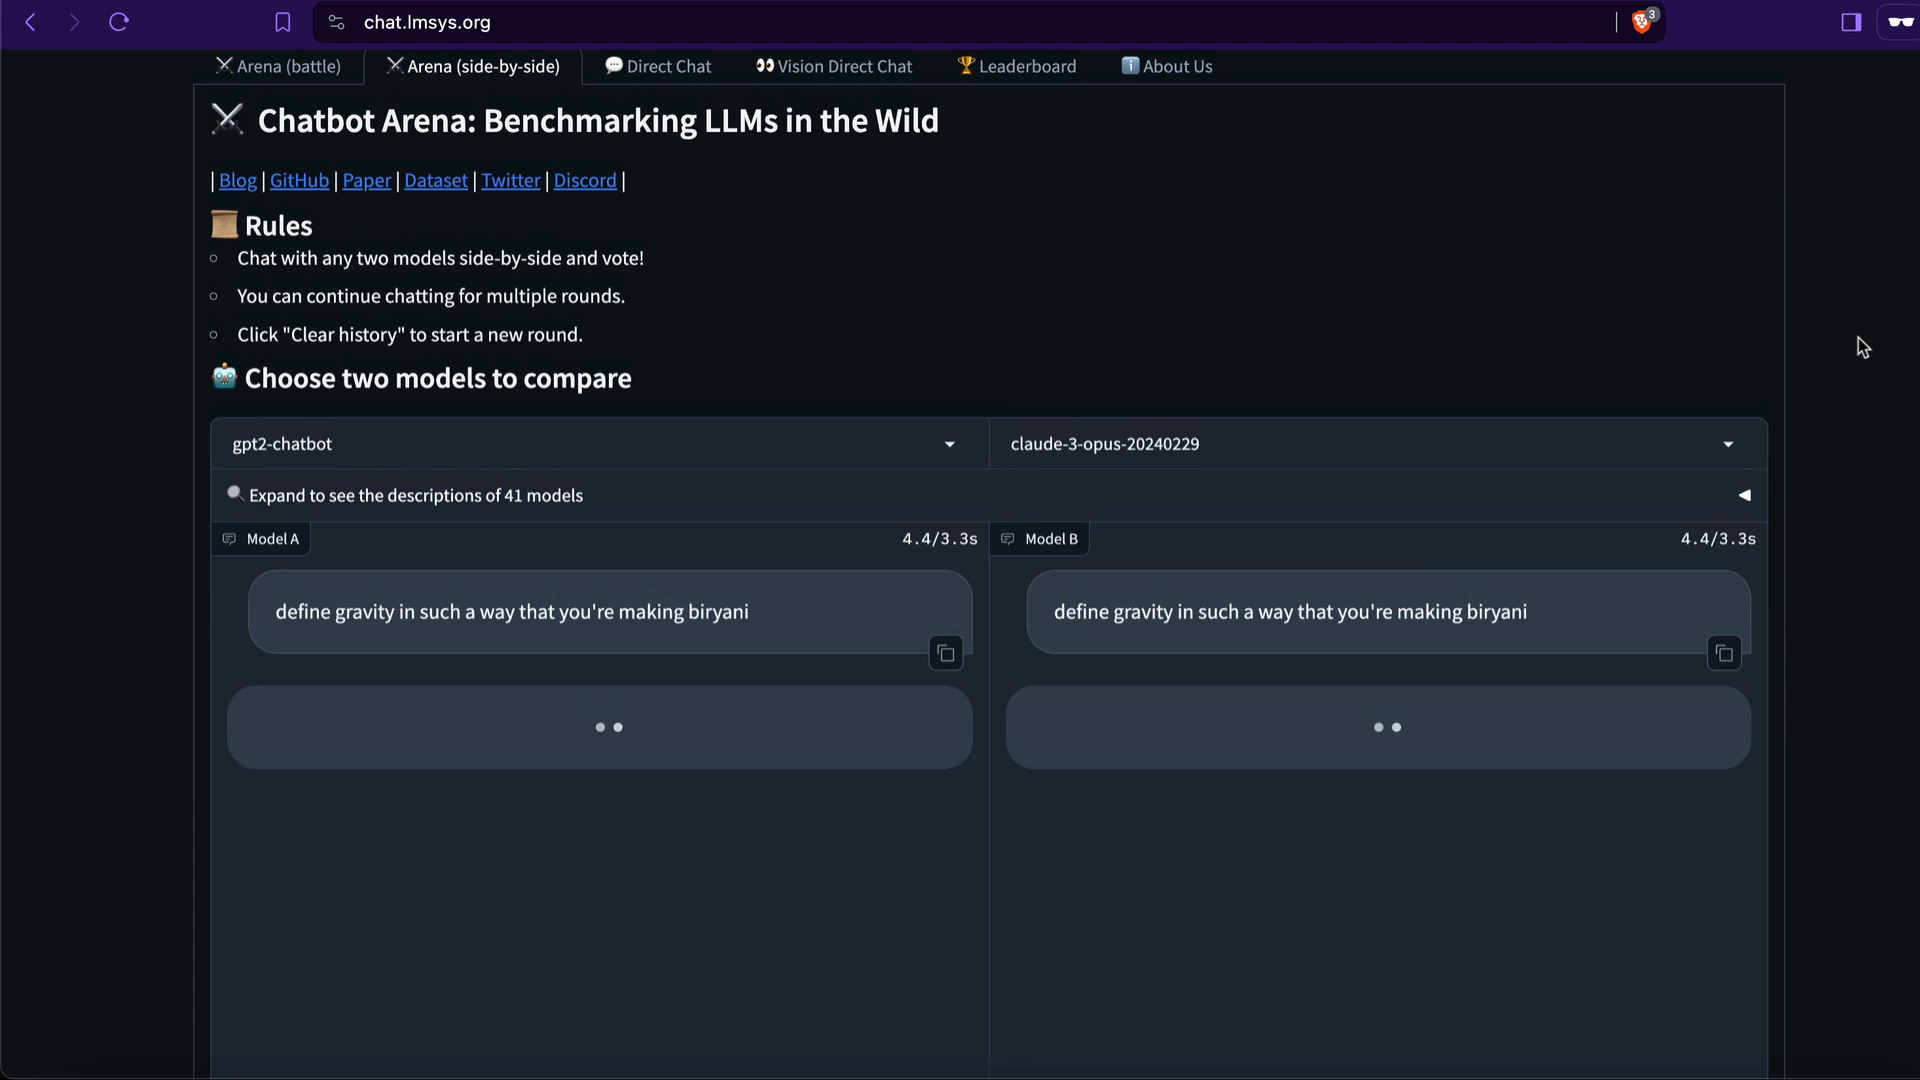 chat.lmsys.org
3
Arena (battle)
Arena (side-by-side)
Direct Chat
Vision Direct Chat
Leaderboard
About Us
Chatbot Arena: Benchmarking LLMs in the Wild
| Blog | GitHub | Paper | Dataset | Twitter | Discord |
Rules
Chat with any two models side-by-side and vote!
You can continue chatting for multiple rounds.
Click "Clear history" to start a new round.
Choose two models to compare
gpt2-chatbot
claude-3-opus-20240229
Expand to see the descriptions of 41 models
Model A
4.4/3.3s
Model B
4.4/3.3s
define gravity in such a way that you're making biryani
define gravity in such a way that you're making biryani